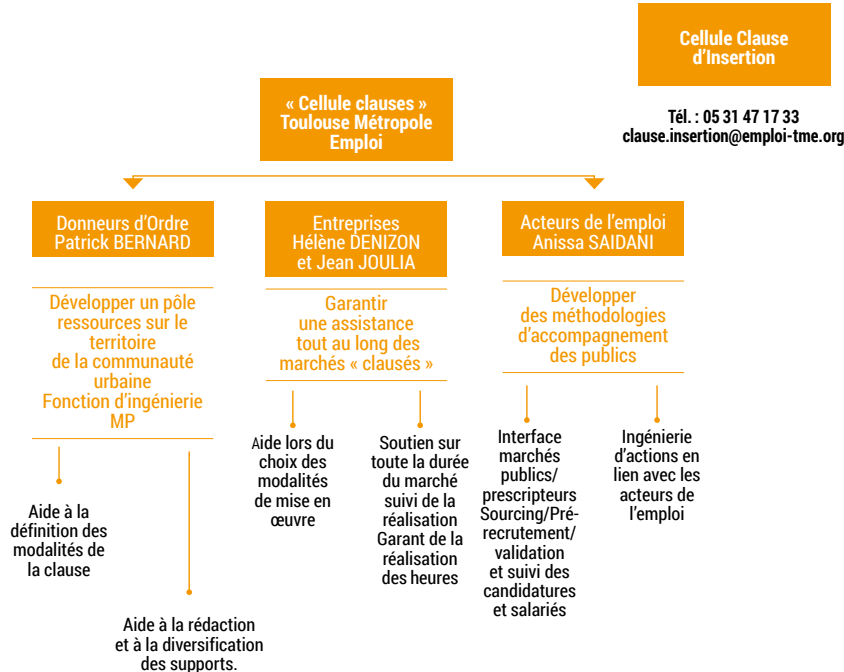 Cellule Clause
d'Insertion
Tél. : 05 31 47 17 33
clause.insertion@emploi-tme.org
« Cellule clauses »
Toulouse Métropole
Emploi
Donneurs d'Ordre
Patrick BERNARD
Développer un pôle
ressources sur le
territoire
de la communauté
urbaine
Fonction d'ingénierie
MP
Aide à la
définition des
modalités de
la clause
Aide à la rédaction
et à la diversification
des supports.
Entreprises
Hélène DENIZON
et Jean JOULIA
Garantir
une assistance
tout au long des
marchés « clausés »
Aide lors du
choix des
modalités
de mise en
œuvre
Soutien sur
toute la durée
du marché
suivi de la
réalisation
Garant de la
réalisation
des heures
Acteurs de l'emploi
Anissa SAIDANI
Développer
des méthodologies
d'accompagnement
des publics
Interface
marchés
publics/
prescripteurs
Sourcing/Pré-
recrutement/
validation
et suivi des
candidatures
et salariés
Ingénierie
d'actions en
lien avec les
acteurs de
l'emploi